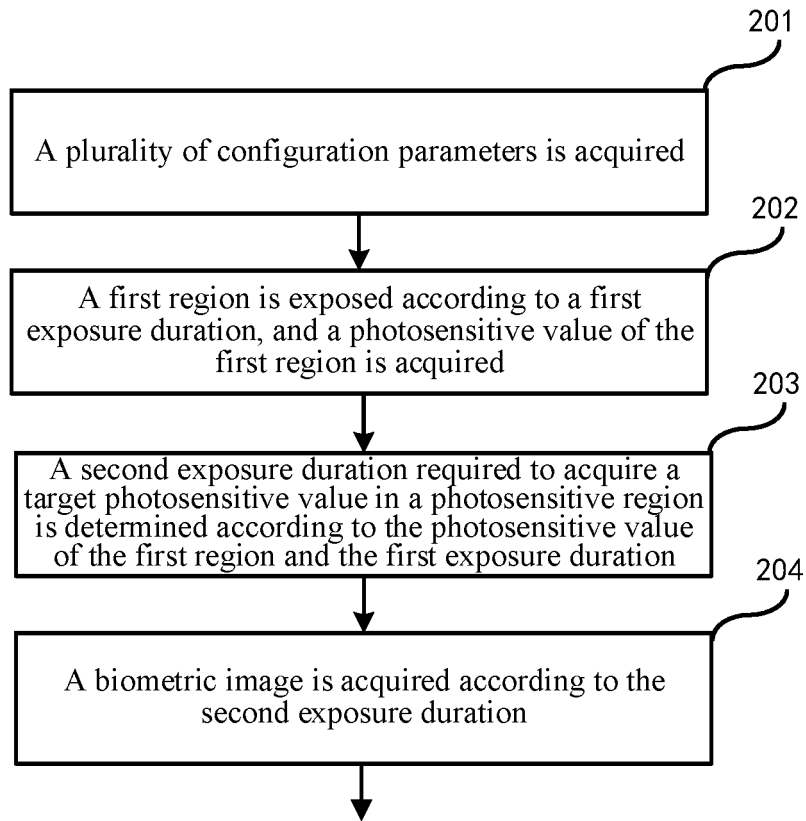 201
A plurality of configuration parameters is acquired
202
A first region is exposed according to a first
exposure duration, and a photosensitive value of the
first region is acquired
203
A second exposure duration required to acquire a
target photosensitive value in a photosensitive region
is determined according to the photosensitive value
of the first region and the first exposure duration
204
A biometric image is acquired according to the
second exposure duration